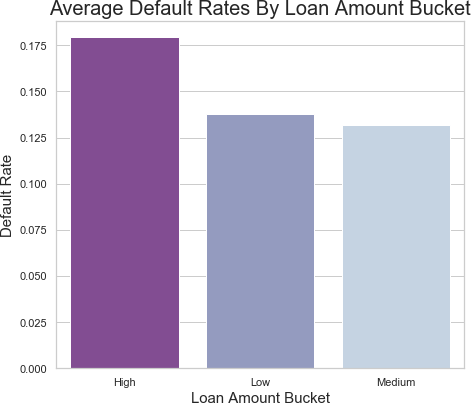 Average Default Rates By Loan Amount Bucket
Default Rate
0.175
0.150
0.125
0.100
0.075
0.050
0.025
0.000
High Low Medium
Loan Amount Bucket